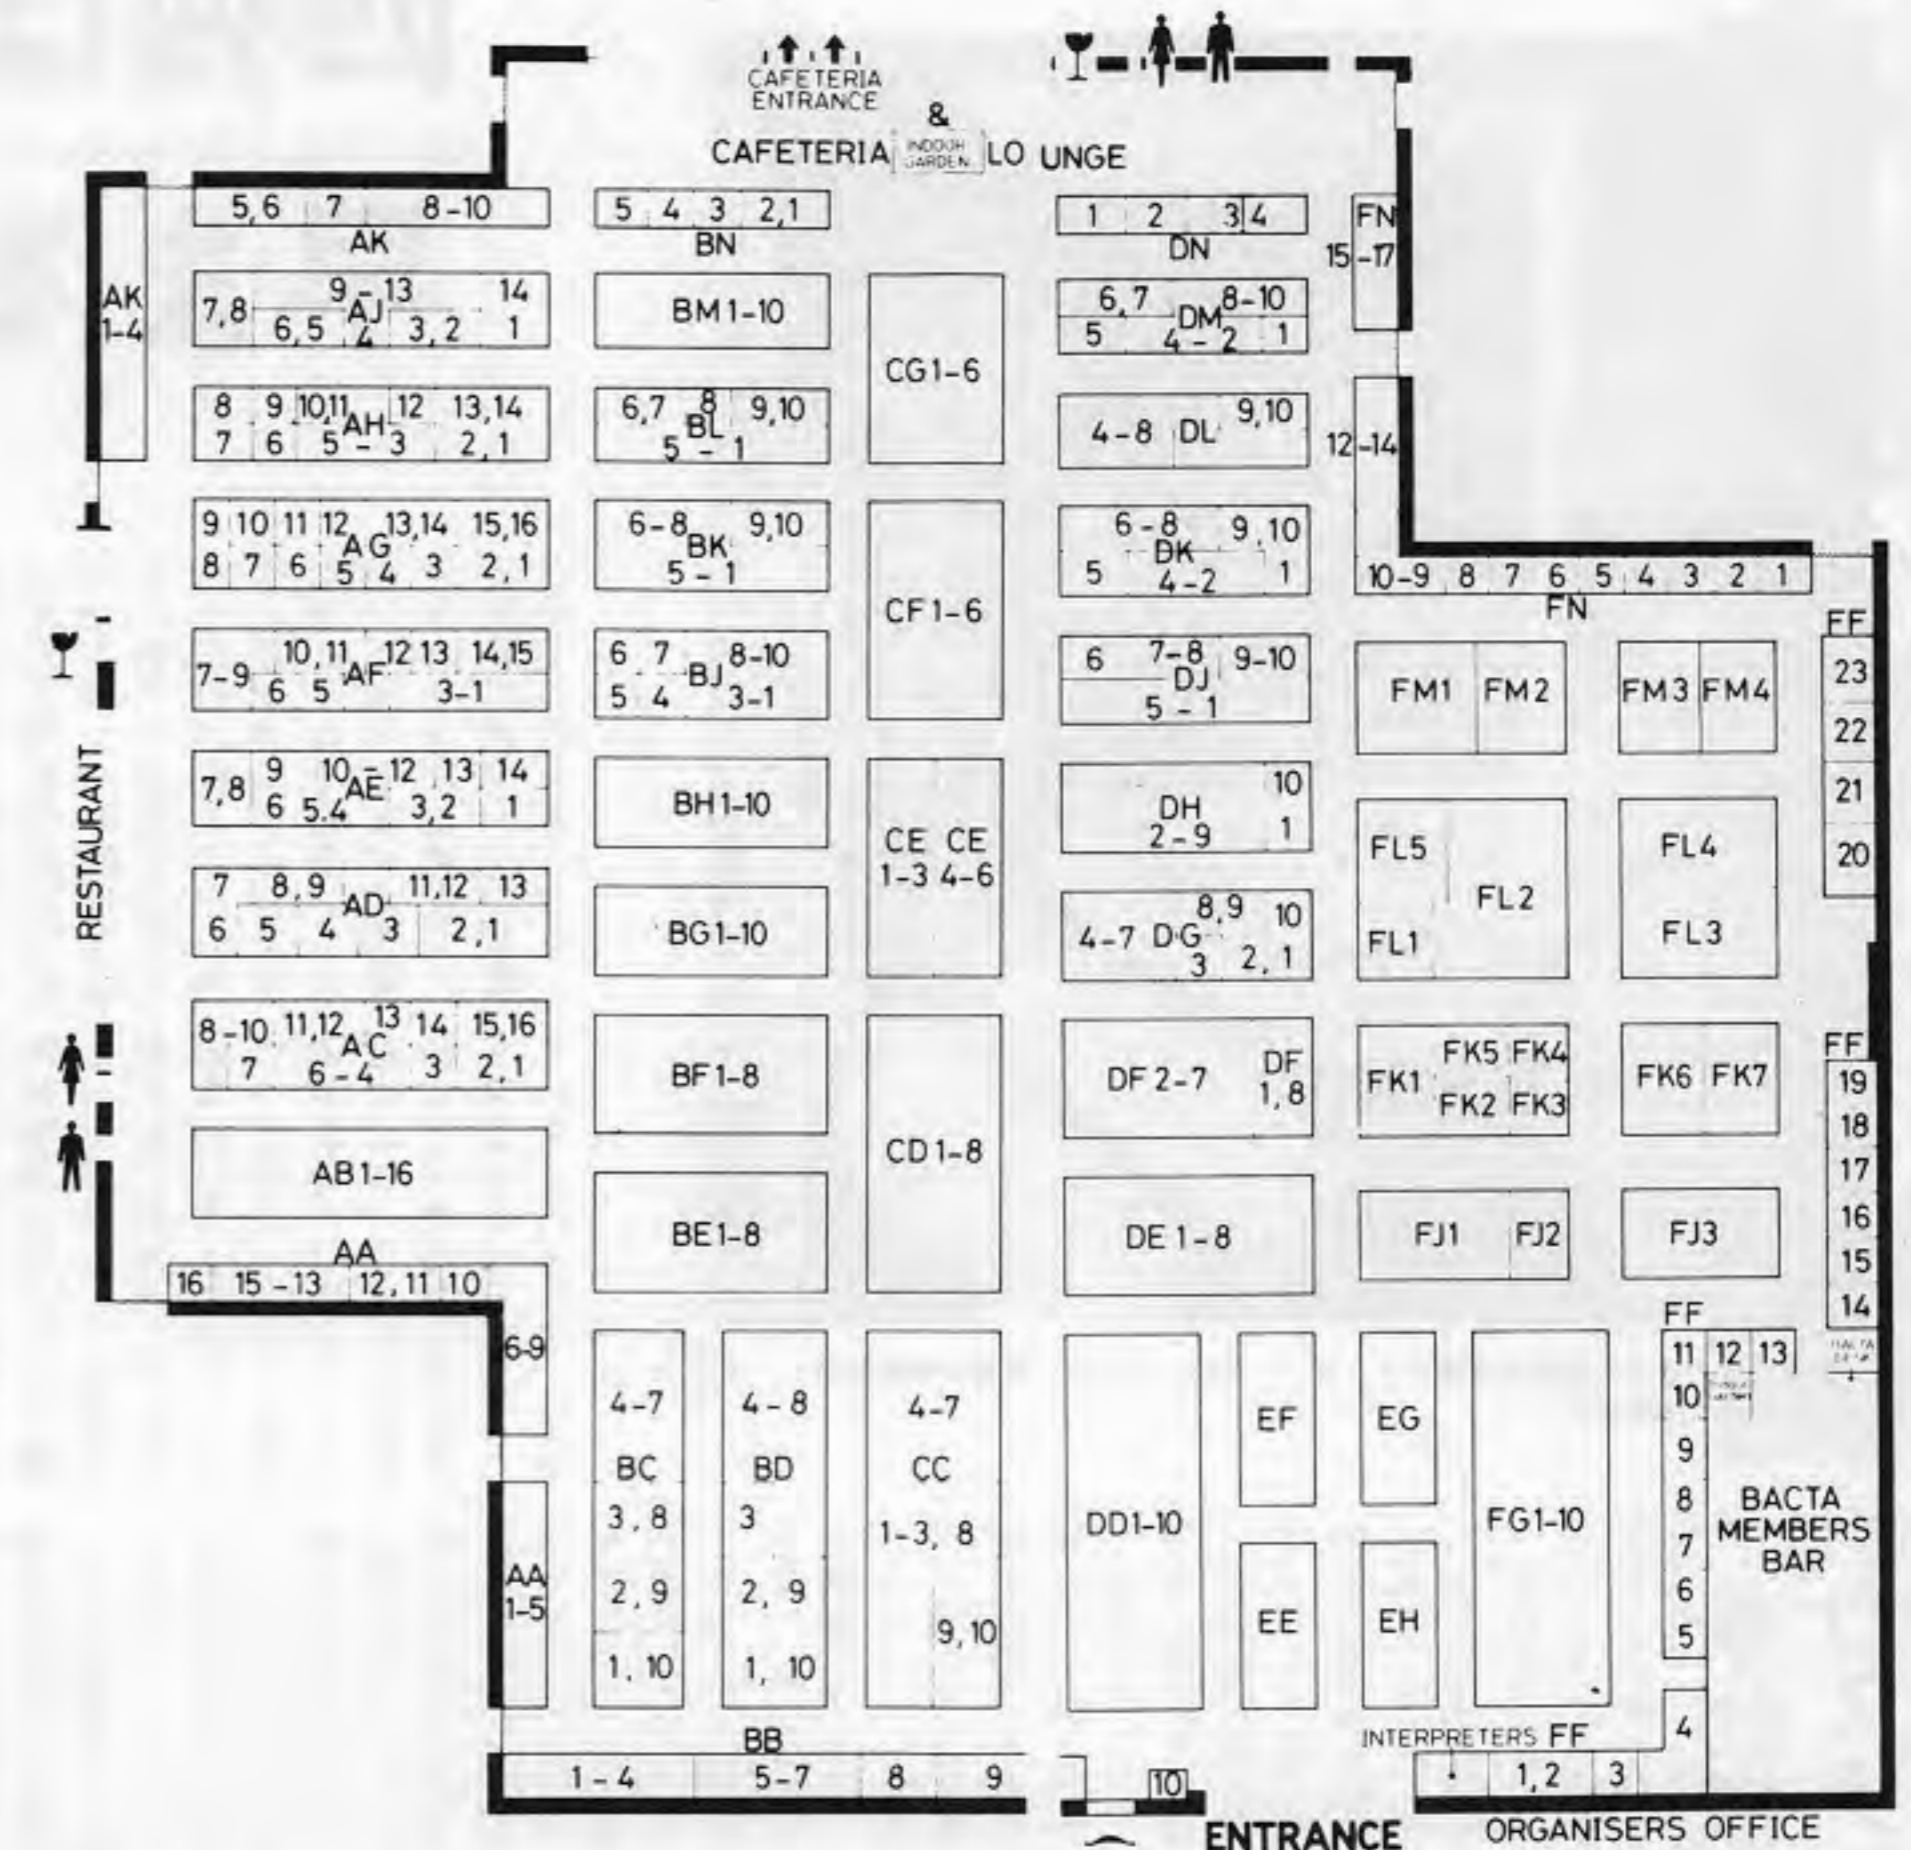 CAFETERIA
ENTRANCE
&
CAFETERIA INDOOR GARDEN LO UNGE
5,6 7 8-10
AK
5 4 3 2,1
BN
1 2 3 4
DN
FN
15-17
AK
1-4
9-13 14
7,8 AJ
6,5 4 3,2 1
BM 1-10
CG 1-6
6,7 8-10
DM
5 4-2 1
8 9 10,11 12 13,14
AH
7 6 5-3 2,1
6,7 8 9,10
BL
5-1
9,10
4-8 DL
12-14
9 10 11 12 13,14 15,16
AG
8 7 6 5 4 3 2,1
6-8 9,10
BK
5-1
CF 1-6
6-8 9,10
DK
5 4-2 1
10-9 8 7 6 5 4 3 2 1
FN
10,11 12 13 14,15
7-9 AF
6 5 3-1
6 7 8-10
BJ
5 4 3-1
6 7-8 9-10
DJ
5-1
FM1 FM2
FM3 FM4
FF
23
22
21
20
RESTAURANT
9 10-12 13 14
7,8 AE
6 5.4 3,2 1
BH 1-10
CE CE
1-3 4-6
10
DH
2-9 1
FL5
FL2
FL1
FL4
FL3
7 8,9 11,12 13
AD
6 5 4 3 2,1
BG 1-10
8,9 10
4-7 DG
3 2,1
8-10 11,12 13 14 15,16
AC
7 6-4 3 2,1
BF 1-8
CD 1-8
DF 2-7 DF
1,8
FK5 FK4
FK1
FK2 FK3
FK6 FK7
FF
19
18
17
16
15
14
AB 1-16
BE 1-8
DE 1-8
FJ1 FJ2
FJ3
AA
16 15-13 12,11 10
6-9
AA
1-5
4-7
BC
3,8
2,9
1,10
4-8
BD
3
2,9
1,10
4-7
CC
1-3, 8
9,10
DD 1-10
EF
EG
EE
EH
FG 1-10
FF
11 12 13
10
9
8
7
6
5
4
BACTA
MEMBERS
BAR
BB
1-4 5-7 8 9
10
INTERPRETERS FF
1,2 3
ENTRANCE
ORGANISERS OFFICE